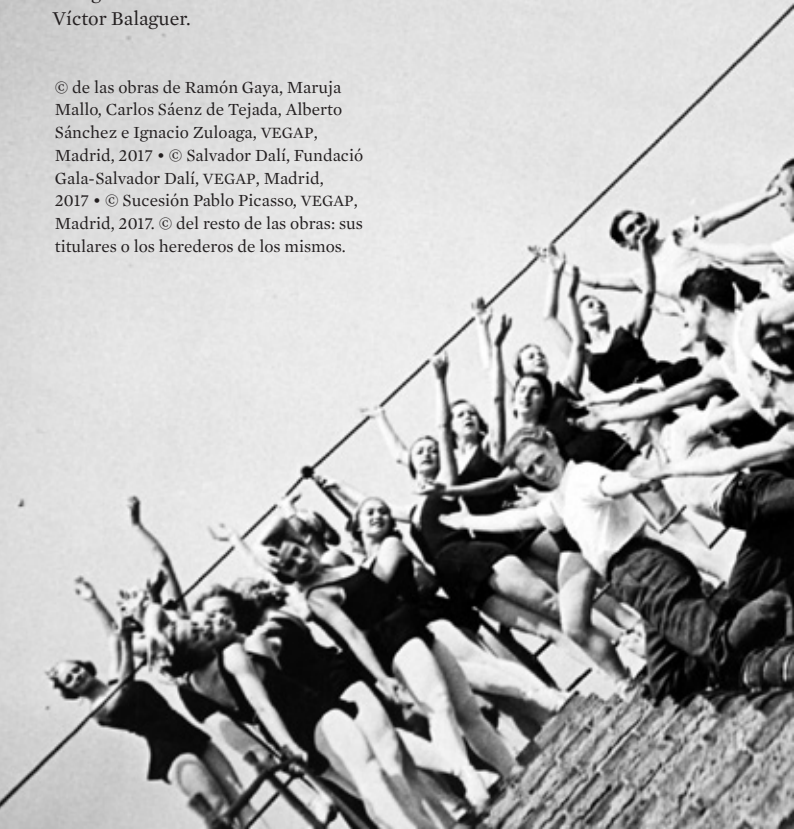 Víctor Balaguer.
© de las obras de Ramón Gaya, Maruja
Mallo, Carlos Sáenz de Tejada, Alberto
Sánchez e Ignacio Zuloaga, VEGAP,
Madrid, 2017 • © Salvador Dalí, Fundació
Gala-Salvador Dalí, VEGAP, Madrid,
2017 • © Sucesión Pablo Picasso, VEGAP,
Madrid, 2017. © del resto de las obras: sus
titulares o los herederos de los mismos.